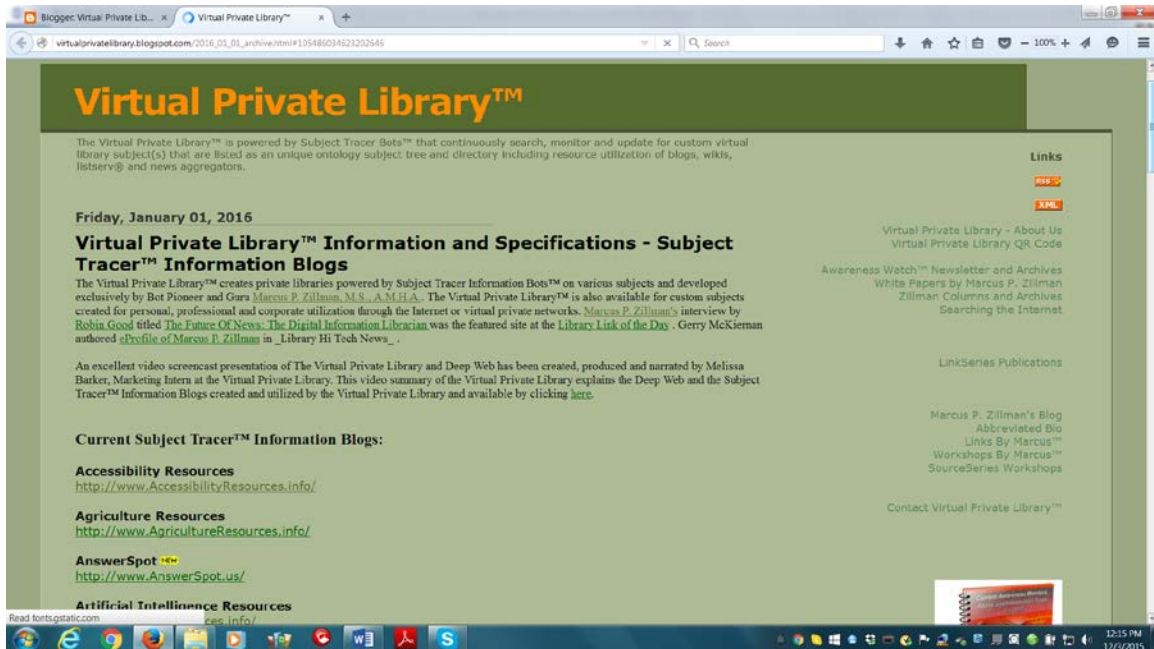 Blogger: Virtual Private Lib...
Virtual Private Library™
virtualprivatelibrary.blogspot.com/2016_01_01_archive.html#105486034623202646
Search
100%
Virtual Private Library™
The Virtual Private Library™ is powered by Subject Tracer Bots™ that continuously search, monitor and update for custom virtual
library subject(s) that are listed as an unique ontology subject tree and directory including resource utilization of blogs, wikis,
listserv® and news aggregators.
Friday, January 01, 2016
Virtual Private Library™ Information and Specifications - Subject
Tracer™ Information Blogs
The Virtual Private Library™ creates private libraries powered by Subject Tracer Information Bots™ on various subjects and developed
exclusively by Bot Pioneer and Guru Marcus P. Zillman, M.S., A.M.H.A.. The Virtual Private Library™ is also available for custom subjects
created for personal, professional and corporate utilization through the Internet or virtual private networks. Marcus P. Zillman's interview by
Robin Good titled The Future Of News: The Digital Information Librarian was the featured site at the Library Link of the Day . Gerry McKiernan
authored eProfile of Marcus P. Zillman in _Library Hi Tech News_ .
An excellent video screencast presentation of The Virtual Private Library and Deep Web has been created, produced and narrated by Melissa
Barker, Marketing Intern at the Virtual Private Library. This video summary of the Virtual Private Library explains the Deep Web and the Subject
Tracer™ Information Blogs created and utilized by the Virtual Private Library and available by clicking here.
Current Subject Tracer™ Information Blogs:
Accessibility Resources
http://www.AccessibilityResources.info/
Agriculture Resources
http://www.AgricultureResources.info/
AnswerSpot NEW
http://www.AnswerSpot.us/
Artificial Intelligence Resources
ces.info/
Read fonts.gstatic.com
Links
RSS
XML
Virtual Private Library - About Us
Virtual Private Library QR Code
Awareness Watch™ Newsletter and Archives
White Papers by Marcus P. Zillman
Zillman Columns and Archives
Searching the Internet
LinkSeries Publications
Marcus P. Zillman's Blog
Abbreviated Bio
Links By Marcus™
Workshops By Marcus™
SourceSeries Workshops
Contact Virtual Private Library™
12:15 PM
12/3/2015